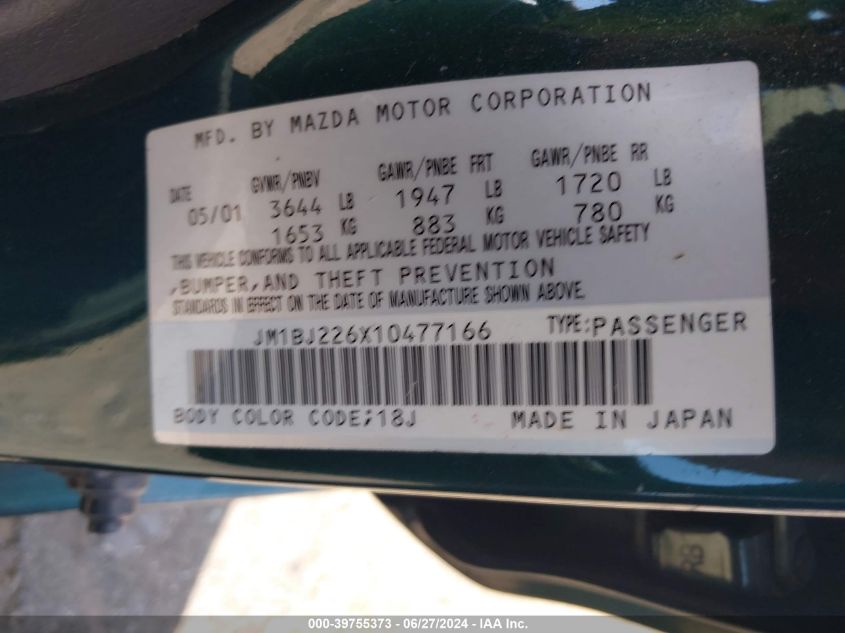 MFD. BY MAZDA MOTOR CORPORATION
DATE GVWR/PNBV GAWR/PNBE FRT GAWR/PNBE RR
05/01 3644 LB 1947 LB 1720 LB
1653 KG 883 KG 780 KG
THIS VEHICLE CONFORMS TO ALL APPLICABLE FEDERAL MOTOR VEHICLE SAFETY
,BUMPER,AND THEFT PREVENTION
STANDARDS IN EFFECT ON THE DATE OF MANUFACTURE SHOWN ABOVE.
JM1BJ226X10477166 TYPE:PASSENGER
BODY COLOR CODE;18J MADE IN JAPAN
000-39755373 - 06/27/2024 - IAA Inc.